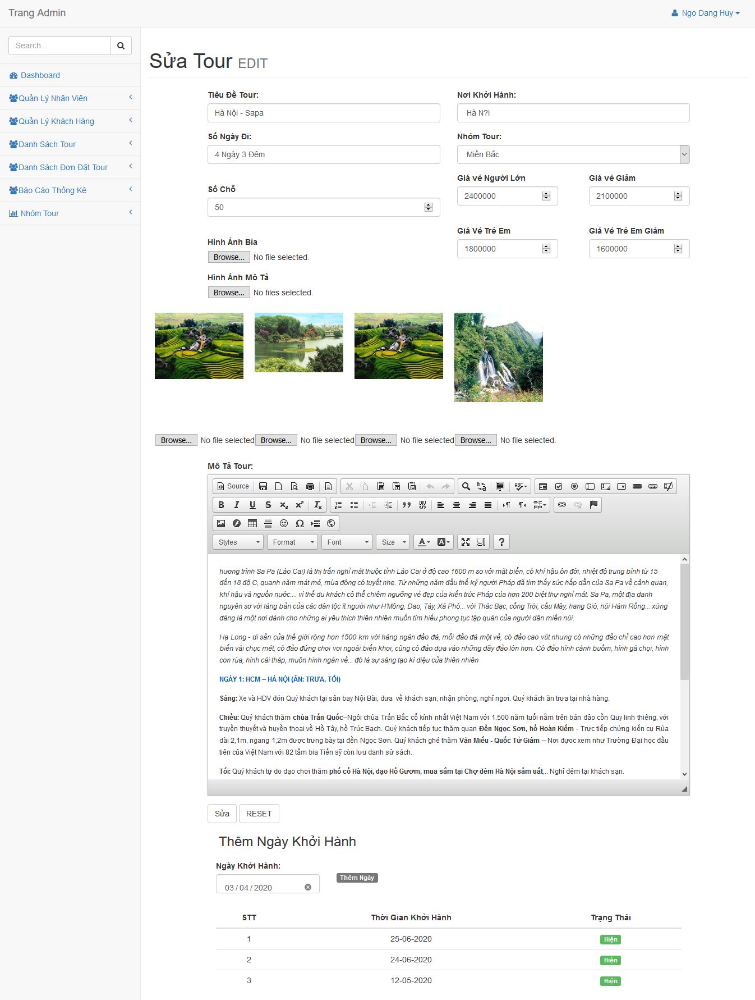 Trang Admin
Ngo Dang Huy
Search...
Dashboard
Quản Lý Nhân Viên
Quản Lý Khách Hàng
Danh Sách Tour
Danh Sách Đơn Đặt Tour
Báo Cáo Thống Kê
Nhóm Tour
Sửa Tour EDIT
Tiêu Đề Tour:
Nơi Khởi Hành:
Hà Nội - Sapa
Hà N?i
Số Ngày Đi:
Nhóm Tour:
4 Ngày 3 Đêm
Miền Bắc
Số Chỗ
Giá vé Người Lớn
Giá vé Giảm
50
2400000
2100000
Giá Vé Trẻ Em
Giá Vé Trẻ Em Giảm
1800000
1600000
Hình Ảnh Bìa
Browse... No file selected.
Hình Ảnh Mô Tả
Browse... No files selected.
Browse... No file selected Browse... No file selected Browse... No file selected Browse... No file selected.
Mô Tả Tour:
Source
Styles Format Font Size
hương trình Sa Pa (Lào Cai) là thị trấn nghỉ mát thuộc tỉnh Lào Cai ở độ cao 1600 m so với mặt biển, có khí hậu ôn đới, nhiệt độ trung bình từ 15
đến 18 độ C, quanh năm mát mẻ, mùa đông có tuyết nhẹ. Từ những năm đầu thế kỷ người Pháp đã tìm thấy sức hấp dẫn của Sa Pa về cảnh quan,
khí hậu và nguồn nước.... vì thế du khách có thể chiêm ngưỡng vẻ đẹp của kiến trúc Pháp của hơn 200 biệt thự nghỉ mát. Sa Pa, một địa danh
nguyên sơ với làng bản của các dân tộc ít người như H'Mông, Dao, Tày, Xá Phó... với Thác Bạc, cổng Trời, cầu Mây, hang Gió, núi Hàm Rồng... xứng
đáng là một nơi dành cho những ai yêu thích thiên nhiên muốn tìm hiểu phong tục tập quán của người dân miền núi.
Hạ Long - di sản của thế giới rộng hơn 1500 km với hàng ngàn đảo đá, mỗi đảo đá một vẻ, có đảo cao vút nhưng có những đảo chỉ cao hơn mặt
biển vài chục mét, có đảo đứng chơi vơi ngoài biển khơi, cũng có đảo dựa vào những dãy đảo lớn hơn. Có đảo hình cánh buồm, hình gà chọi, hình
con rùa, hình cái tháp, muôn hình ngàn vẻ... đó là sự sáng tạo kì diệu của thiên nhiên
NGÀY 1: HCM – HÀ NỘI (ĂN: TRƯA, TỐI)
Sáng: Xe và HDV đón Quý khách tại sân bay Nội Bài, đưa về khách sạn, nhận phòng, nghỉ ngơi. Quý khách ăn trưa tại nhà hàng.
Chiều: Quý khách thăm chùa Trấn Quốc–Ngôi chùa Trấn Bắc cổ kính nhất Việt Nam với 1.500 năm tuổi nằm trên bán đảo cồn Quy linh thiêng, với
truyền thuyết và huyền thoại về Hồ Tây, hồ Trúc Bạch. Quý khách tiếp tục thăm quan Đền Ngọc Sơn, hồ Hoàn Kiếm - Trực tiếp chứng kiến cụ Rùa
dài 2,1m, ngang 1,2m được trưng bày tại đền Ngọc Sơn. Quý khách ghé thăm Văn Miếu - Quốc Tử Giám – Nơi được xem như Trường Đại học đầu
tiên của Việt Nam với 82 tấm bia Tiến sỹ còn lưu danh sử sách.
Tối: Quý khách tự do dạo chơi thăm phố cổ Hà Nội, dạo Hồ Gươm, mua sắm tại Chợ đêm Hà Nội sầm uất,.. Nghỉ đêm tại khách sạn.
Sửa RESET
Thêm Ngày Khởi Hành
Ngày Khởi Hành:
03 / 04 / 2020
Thêm Ngày
STT Thời Gian Khởi Hành Trạng Thái
1 25-06-2020 Hiện
2 24-06-2020 Hiện
3 12-05-2020 Hiện